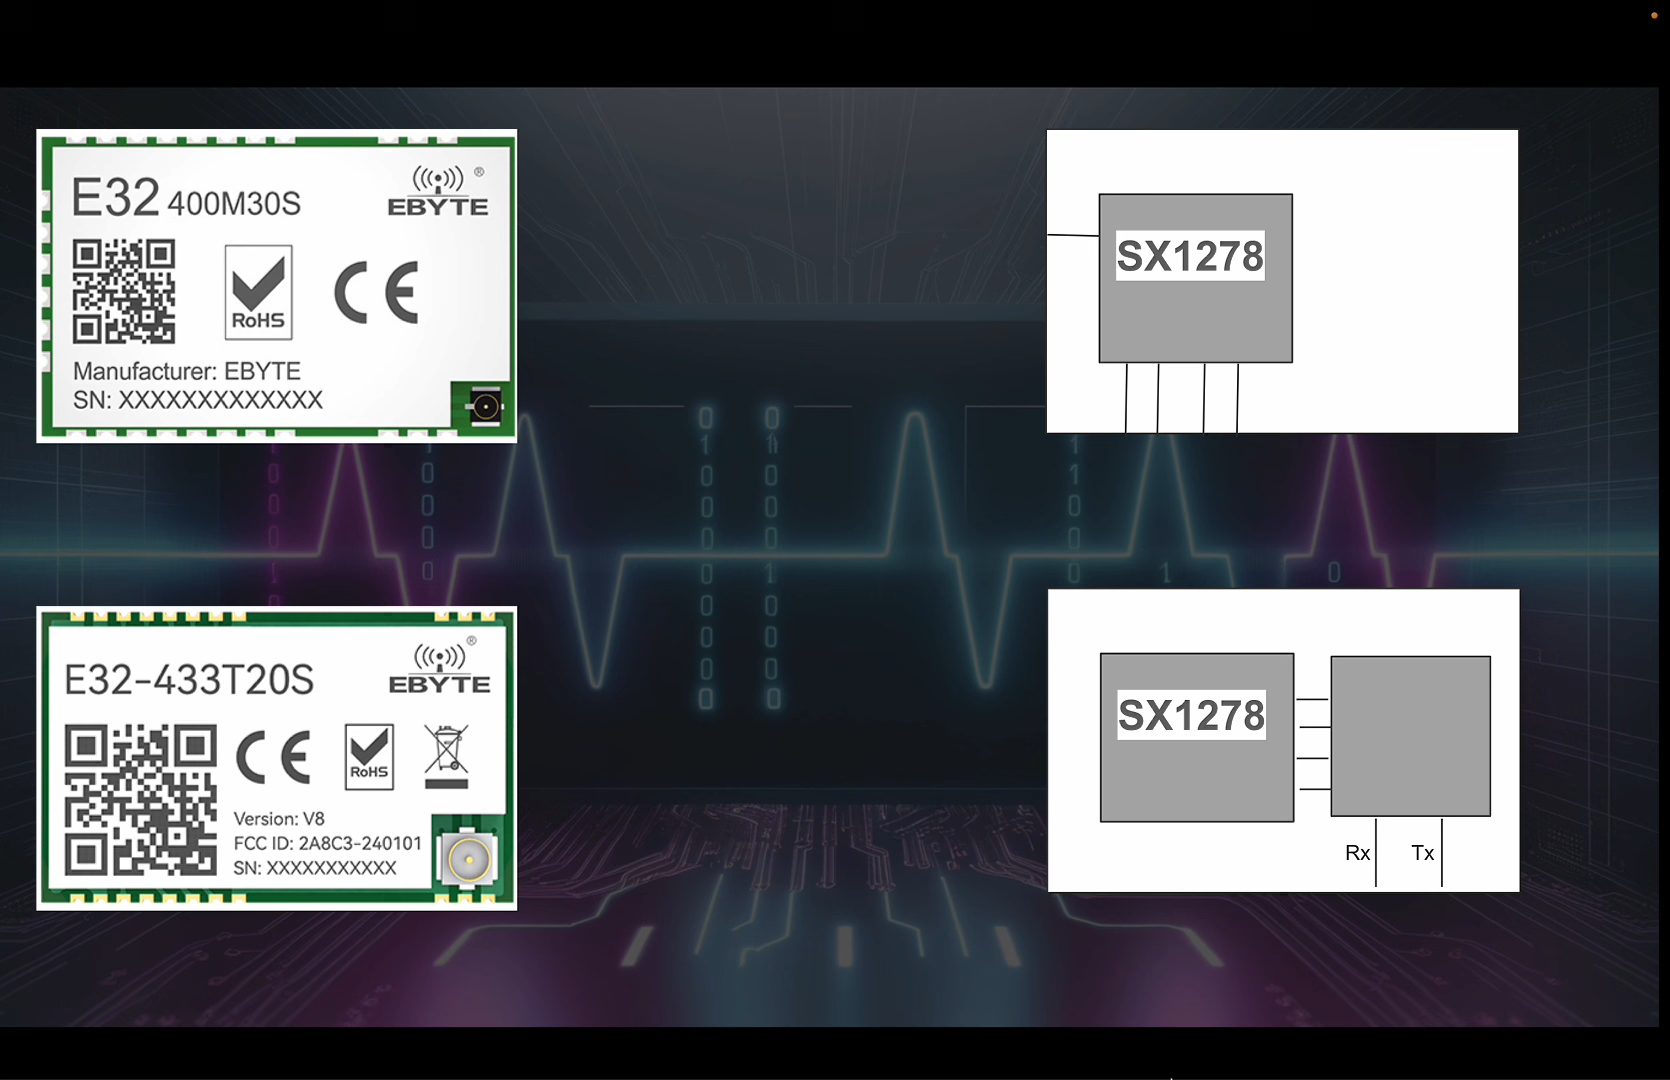 E32 400M30S
®
EBYTE
RoHS
CE
Manufacturer: EBYTE
SN: XXXXXXXXXXXXX
SX1278
E32-433T20S
®
EBYTE
CE
RoHS
Version: V8
FCC ID: 2A8C3-240101
SN: XXXXXXXXXXX
SX1278
Rx
Tx